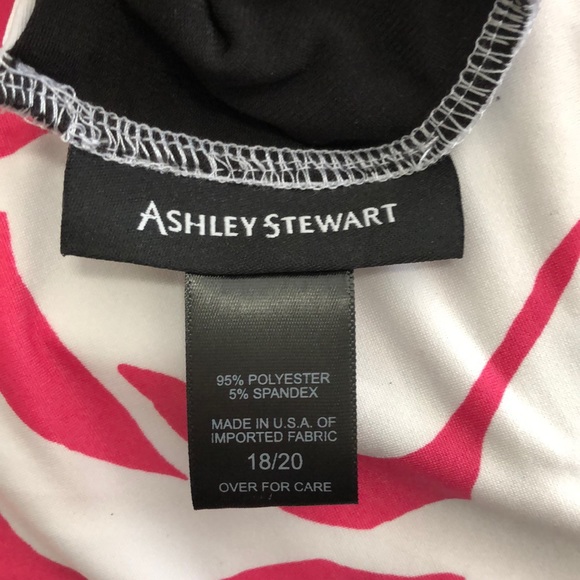 ASHLEY STEWART
95% POLYESTER
5% SPANDEX
MADE IN U.S.A. OF
IMPORTED FABRIC
18/20
OVER FOR CARE